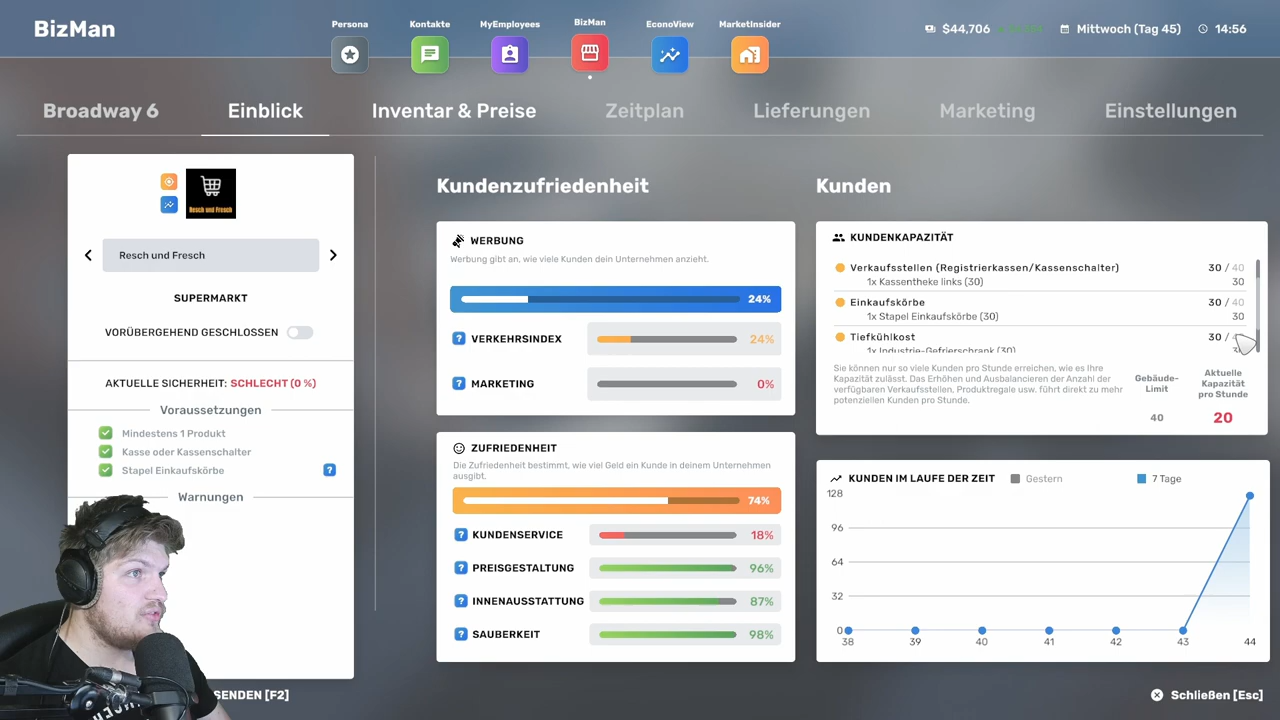 BizMan
Persona
Kontakte
MyEmployees
BizMan
EconoView
MarketInsider
$44,706
Mittwoch (Tag 45)
14:56
Broadway 6
Einblick
Inventar & Preise
Zeitplan
Lieferungen
Marketing
Einstellungen
Resch und Fresch
Resch und Fresch
SUPERMARKT
VORÜBERGEHEND GESCHLOSSEN
AKTUELLE SICHERHEIT: SCHLECHT (0 %)
Voraussetzungen
Mindestens 1 Produkt
Kasse oder Kassenschalter
Stapel Einkaufskörbe
?
Warnungen
SENDEN [F2]
Kundenzufriedenheit
WERBUNG
Werbung gibt an, wie viele Kunden dein Unternehmen anzieht.
24%
? VERKEHRSINDEX 24%
? MARKETING 0%
ZUFRIEDENHEIT
Die Zufriedenheit bestimmt, wie viel Geld ein Kunde in deinem Unternehmen
ausgibt.
74%
? KUNDENSERVICE 18%
? PREISGESTALTUNG 96%
? INNENAUSSTATTUNG 87%
? SAUBERKEIT 98%
Kunden
KUNDENKAPAZITÄT
Verkaufsstellen (Registrierkassen/Kassenschalter) 30 / 40
1x Kassentheke links (30) 30
Einkaufskörbe 30 / 40
1x Stapel Einkaufskörbe (30) 30
Tiefkühlkost 30 /
1x Industrie-Gefrierschrank (30)
Sie können nur so viele Kunden pro Stunde erreichen, wie es Ihre
Kapazität zulässt. Das Erhöhen und Ausbalancieren der Anzahl der
verfügbaren Verkaufsstellen, Produktregale usw. führt direkt zu mehr
potenziellen Kunden pro Stunde.
Gebäude-
Limit
40
Aktuelle
Kapazität
pro Stunde
20
KUNDEN IM LAUFE DER ZEIT
Gestern
7 Tage
128
96
64
32
0
38 39 40 41 42 43 44
Schließen [Esc]